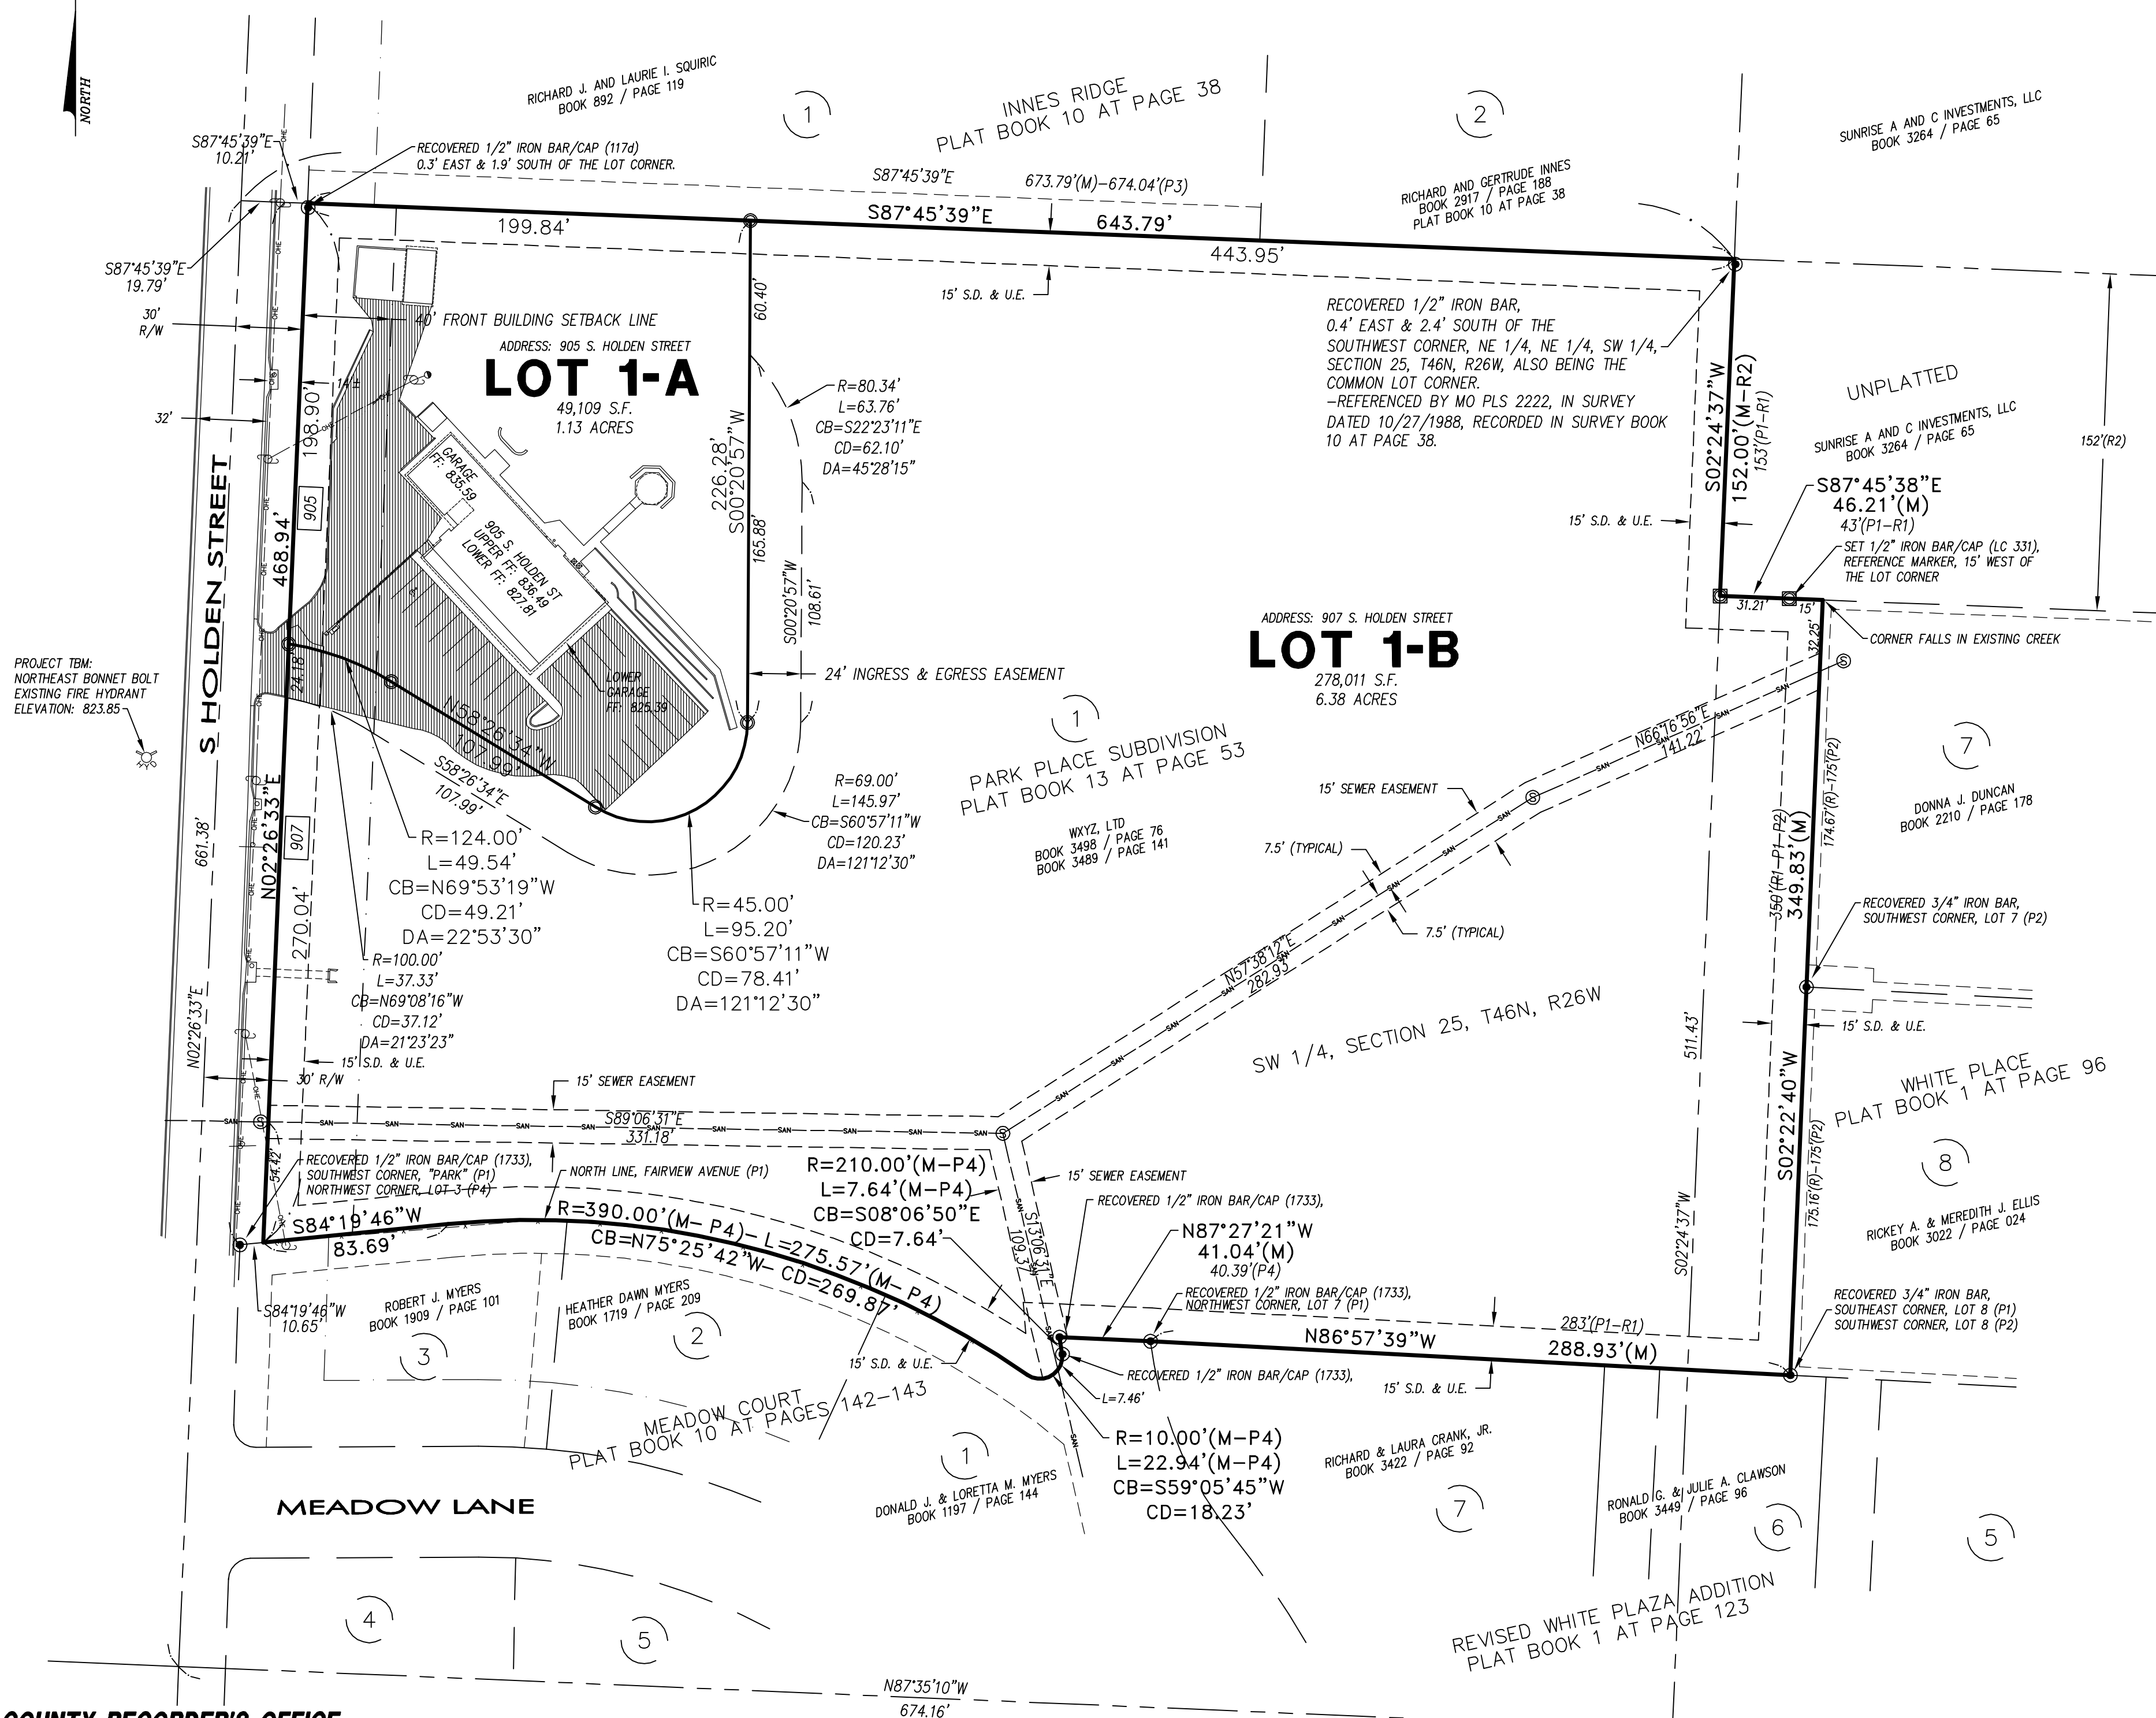 NORTH
RICHARD J. AND LAURIE I. SQUIRIC
BOOK 892 / PAGE 119
1
INNES RIDGE
PLAT BOOK 10 AT PAGE 38
2
SUNRISE A AND C INVESTMENTS, LLC
BOOK 3264 / PAGE 65
S87°45'39"E
10.21'
RECOVERED 1/2" IRON BAR/CAP (117d)
0.3' EAST & 1.9' SOUTH OF THE LOT CORNER.
S87°45'39"E
673.79'(M)-674.04'(P3)
RICHARD AND GERTRUDE INNES
BOOK 2917 / PAGE 188
PLAT BOOK 10 AT PAGE 38
199.84'
S87°45'39"E
643.79'
443.95'
S87°45'39"E
19.79'
30'
R/W
15' S.D. & U.E.
40' FRONT BUILDING SETBACK LINE
ADDRESS: 905 S. HOLDEN STREET
LOT 1-A
49,109 S.F.
1.13 ACRES
60.40'
14'±
32'
198.90'
468.94'
905
GARAGE
FF: 835.59
905 S. HOLDEN ST
UPPER FF: 836.49
LOWER FF: 827.81
226.28'
S00°20'57"W
165.88'
R=80.34'
L=63.76'
CB=S22°23'11"E
CD=62.10'
DA=45°28'15"
S00°20'57"W
108.61'
RECOVERED 1/2" IRON BAR,
0.4' EAST & 2.4' SOUTH OF THE
SOUTHWEST CORNER, NE 1/4, NE 1/4, SW 1/4,
SECTION 25, T46N, R26W, ALSO BEING THE
COMMON LOT CORNER.
-REFERENCED BY MO PLS 2222, IN SURVEY
DATED 10/27/1988, RECORDED IN SURVEY BOOK
10 AT PAGE 38.
S02°24'37"W
152.00'(M-R2)
153'(P1-R1)
UNPLATTED
SUNRISE A AND C INVESTMENTS, LLC
BOOK 3264 / PAGE 65
152'(R2)
15' S.D. & U.E.
S87°45'38"E
46.21'(M)
43'(P1-R1)
SET 1/2" IRON BAR/CAP (LC 331),
REFERENCE MARKER, 15' WEST OF
THE LOT CORNER
31.21'
15'
32.25'
CORNER FALLS IN EXISTING CREEK
S HOLDEN STREET
ADDRESS: 907 S. HOLDEN STREET
LOT 1-B
278,011 S.F.
6.38 ACRES
PROJECT TBM:
NORTHEAST BONNET BOLT
EXISTING FIRE HYDRANT
ELEVATION: 823.85
24.18'
LOWER
GARAGE
FF: 825.39
24' INGRESS & EGRESS EASEMENT
N58°26'34"W
107.99'
S58°26'34"E
107.99'
1
PARK PLACE SUBDIVISION
PLAT BOOK 13 AT PAGE 53
WXYZ, LTD
BOOK 3498 / PAGE 76
BOOK 3489 / PAGE 141
N66°16'56"E
141.22'
7
DONNA J. DUNCAN
BOOK 2210 / PAGE 178
R=69.00'
L=145.97'
CB=S60°57'11"W
CD=120.23'
DA=121°12'30"
15' SEWER EASEMENT
7.5' (TYPICAL)
7.5' (TYPICAL)
661.38'
N02°26'33"E
907
270.04'
R=124.00'
L=49.54'
CB=N69°53'19"W
CD=49.21'
DA=22°53'30"
R=45.00'
L=95.20'
CB=S60°57'11"W
CD=78.41'
DA=121°12'30"
R=100.00'
L=37.33'
CB=N69°08'16"W
CD=37.12'
DA=21°23'23"
350'(R1-P1-P2)
349.83'(M)
174.67'(R)-175'(P2)
RECOVERED 3/4" IRON BAR,
SOUTHWEST CORNER, LOT 7 (P2)
N57°38'12"E
282.93'
SW 1/4, SECTION 25, T46N, R26W
511.43'
15' S.D. & U.E.
N02°26'33"E
15' S.D. & U.E.
30' R/W
15' SEWER EASEMENT
S89°06'31"E
331.18'
S02°22'40"W
WHITE PLACE
PLAT BOOK 1 AT PAGE 96
175.16'(R)-175'(P2)
8
RICKEY A. & MEREDITH J. ELLIS
BOOK 3022 / PAGE 024
54.42'
RECOVERED 1/2" IRON BAR/CAP (1733),
SOUTHWEST CORNER, "PARK" (P1)
NORTHWEST CORNER, LOT 3 (P4)
NORTH LINE, FAIRVIEW AVENUE (P1)
R=210.00'(M-P4)
L=7.64'(M-P4)
CB=S08°06'50"E
CD=7.64'
15' SEWER EASEMENT
S13°06'31"E
109.37'
RECOVERED 1/2" IRON BAR/CAP (1733),
N87°27'21"W
41.04'(M)
40.39'(P4)
S02°24'37"W
S84°19'46"W
83.69'
R=390.00'(M- P4)- L=275.57'(M- P4)
CB=N75°25'42"W- CD=269.87'
RECOVERED 1/2" IRON BAR/CAP (1733),
NORTHWEST CORNER, LOT 7 (P1)
283'(P1-R1)
N86°57'39"W
288.93'(M)
RECOVERED 3/4" IRON BAR,
SOUTHEAST CORNER, LOT 8 (P1)
SOUTHWEST CORNER, LOT 8 (P2)
S84°19'46"W
10.65'
ROBERT J. MYERS
BOOK 1909 / PAGE 101
3
HEATHER DAWN MYERS
BOOK 1719 / PAGE 209
2
15' S.D. & U.E.
RECOVERED 1/2" IRON BAR/CAP (1733),
L=7.46'
15' S.D. & U.E.
MEADOW COURT
PLAT BOOK 10 AT PAGES 142-143
R=10.00'(M-P4)
L=22.94'(M-P4)
CB=S59°05'45"W
CD=18.23'
1
DONALD J. & LORETTA M. MYERS
BOOK 1197 / PAGE 144
RICHARD & LAURA CRANK, JR.
BOOK 3422 / PAGE 92
7
RONALD G. & JULIE A. CLAWSON
BOOK 3449 / PAGE 96
6
5
MEADOW LANE
4
5
REVISED WHITE PLAZA ADDITION
PLAT BOOK 1 AT PAGE 123
N87°35'10"W
674.16'
COUNTY RECORDER'S OFFICE